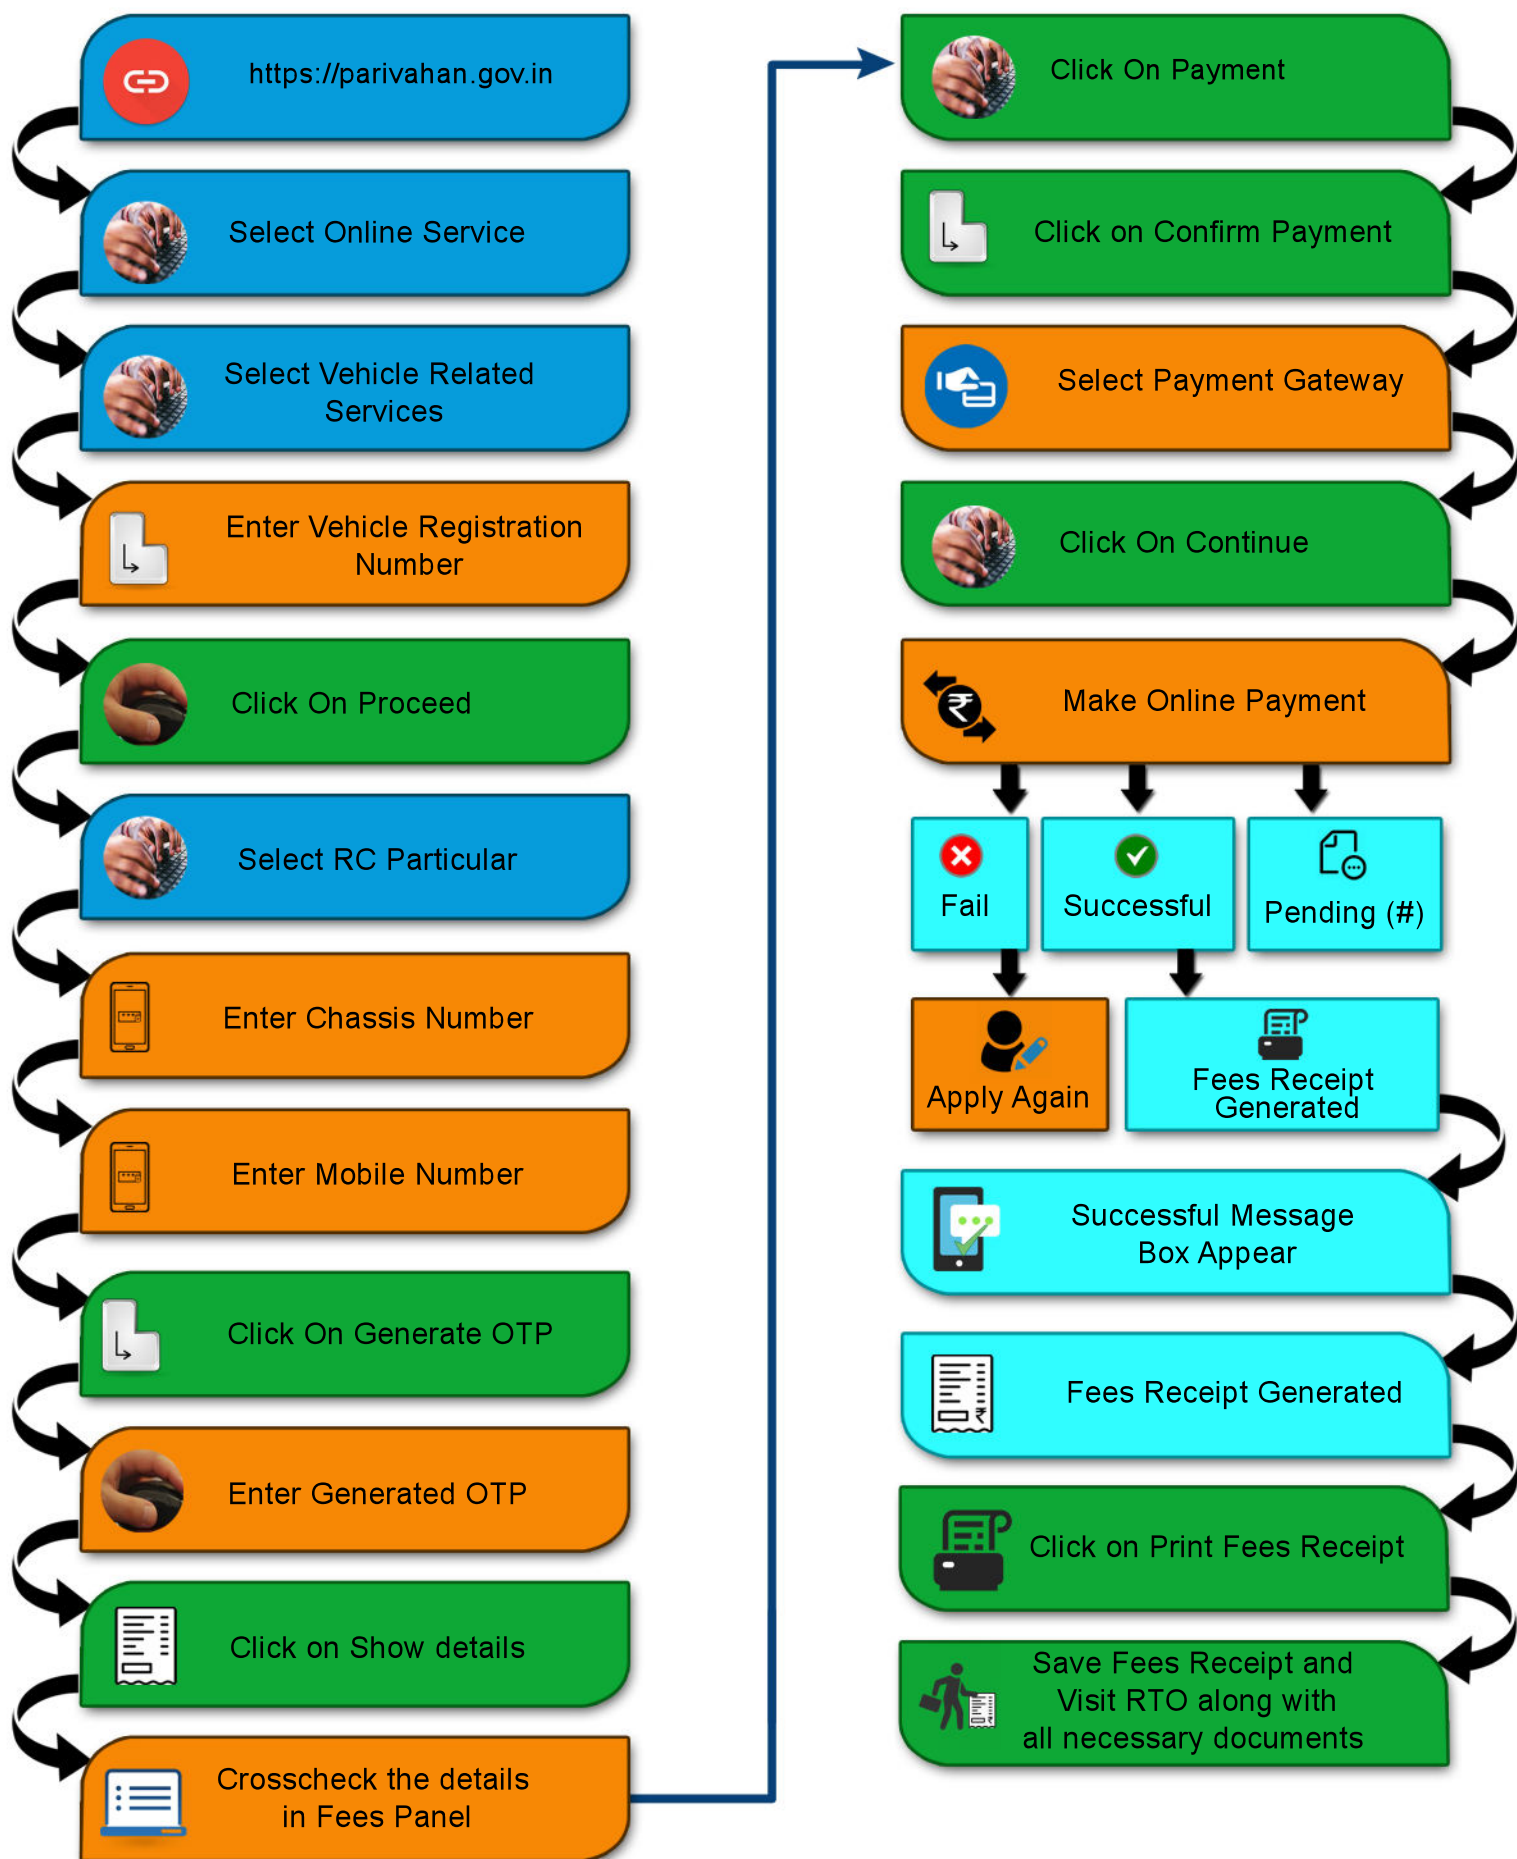 https://parivahan.gov.in
Select Online Service
Select Vehicle Related
Services
Enter Vehicle Registration
Number
Click On Proceed
Select RC Particular
Enter Chassis Number
Enter Mobile Number
Click On Generate OTP
Enter Generated OTP
Click on Show details
Crosscheck the details
in Fees Panel
Click On Payment
Click on Confirm Payment
Select Payment Gateway
Click On Continue
Make Online Payment
Fail
Successful
Pending (#)
Apply Again
Fees Receipt
Generated
Successful Message
Box Appear
Fees Receipt Generated
Click on Print Fees Receipt
Save Fees Receipt and
Visit RTO along with
all necessary documents